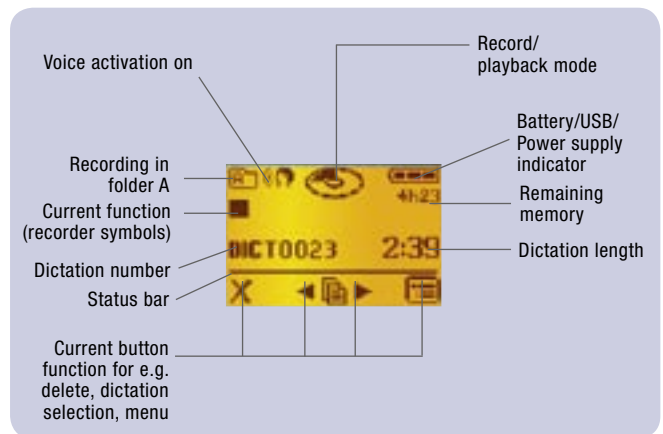 Voice activation on
Record/
playback mode
Battery/USB/
Power supply
indicator
Recording in
folder A
Remaining
memory
Current function
(recorder symbols)
Dictation length
Dictation number
Status bar
Current button
function for e.g.
delete, dictation
selection, menu
A
4h23
DICT0023 2:39